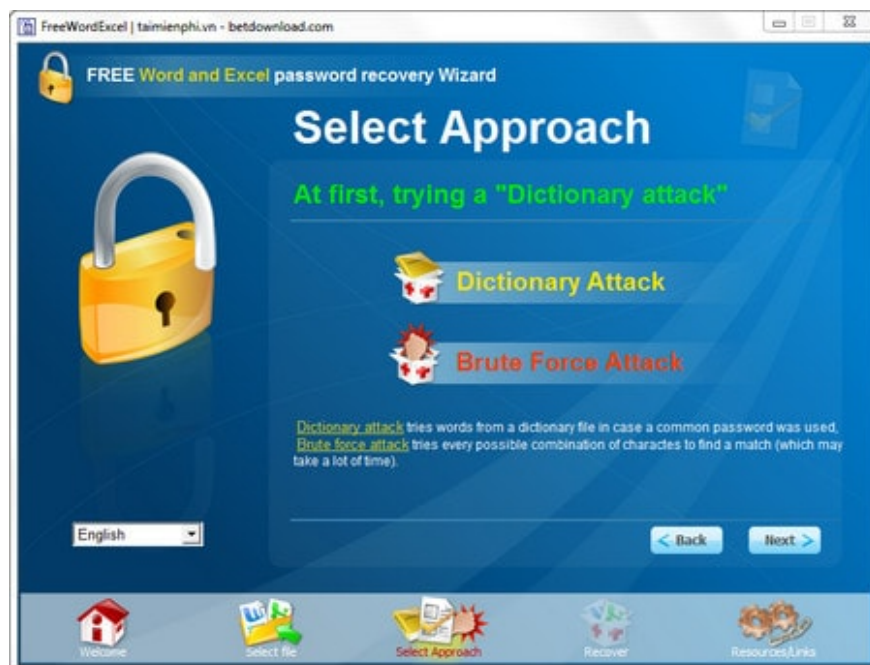 FreeWordExcel | taimienphi.vn - betdownload.com
FREE Word and Excel password recovery Wizard
Select Approach
At first, trying a "Dictionary attack"
Dictionary Attack
Brute Force Attack
Dictionary attack tries words from a dictionary file in case a common password was used,
Brute force attack tries every possible combination of charactes to find a match (which may
take a lot of time).
English
< Back
Next >
Welcome
Select file
Select Approach
Recover
Resources/Links